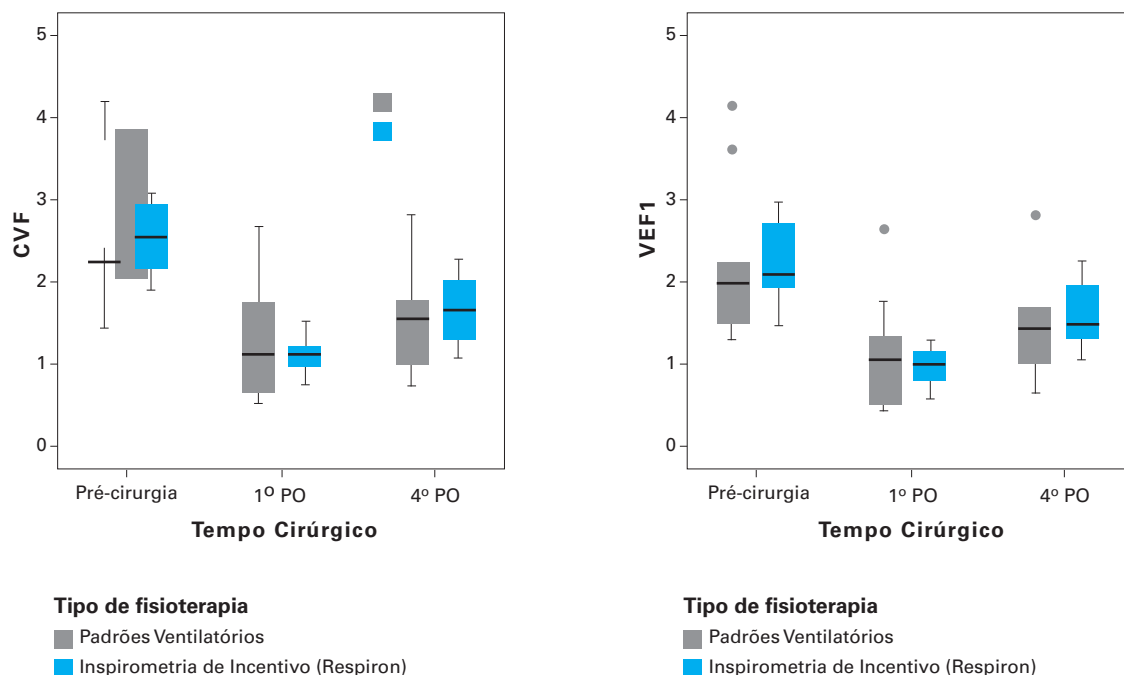 5
4
3
2
1
0
CVF
Pré-cirurgia
1º PO
4º PO
Tempo Cirúrgico
Tipo de fisioterapia
Padrões Ventilatórios
Inspirometria de Incentivo (Respiron)
5
4
3
2
1
0
VEF1
Pré-cirurgia
1º PO
4º PO
Tempo Cirúrgico
Tipo de fisioterapia
Padrões Ventilatórios
Inspirometria de Incentivo (Respiron)